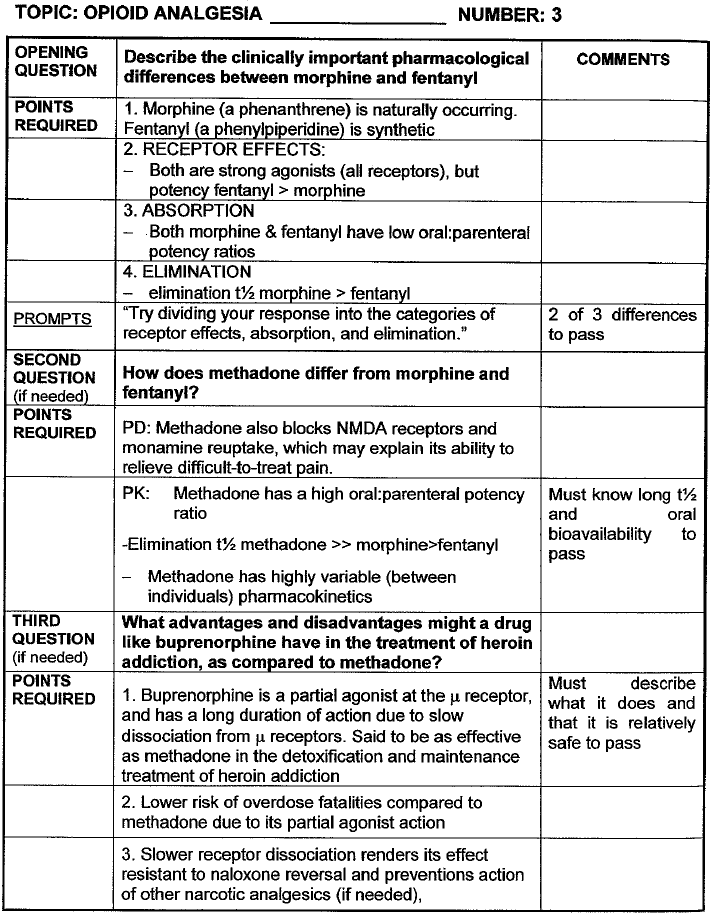 TOPIC: OPIOID ANALGESIA _________________ NUMBER: 3
OPENING QUESTION
Describe the clinically important pharmacological
differences between morphine and fentanyl
COMMENTS
POINTS REQUIRED
1. Morphine (a phenanthrene) is naturally occurring.
Fentanyl (a phenylpiperidine) is synthetic
2. RECEPTOR EFFECTS:
– Both are strong agonists (all receptors), but
potency fentanyl > morphine
3. ABSORPTION
– Both morphine & fentanyl have low oral:parenteral
potency ratios
4. ELIMINATION
– elimination t½ morphine > fentanyl
PROMPTS
“Try dividing your response into the categories of
receptor effects, absorption, and elimination.”
2 of 3 differences
to pass
SECOND
QUESTION
(if needed)
How does methadone differ from morphine and
fentanyl?
POINTS
REQUIRED
PD: Methadone also blocks NMDA receptors and
monamine reuptake, which may explain its ability to
relieve difficult-to-treat pain.
PK: Methadone has a high oral:parenteral potency
ratio
-Elimination t½ methadone >> morphine>fentanyl
– Methadone has highly variable (between
individuals) pharmacokinetics
Must know long t½
and oral
bioavailability to
pass
THIRD
QUESTION
(if needed)
What advantages and disadvantages might a drug
like buprenorphine have in the treatment of heroin
addiction, as compared to methadone?
POINTS
REQUIRED
1. Buprenorphine is a partial agonist at the μ receptor,
and has a long duration of action due to slow
dissociation from μ receptors. Said to be as effective
as methadone in the detoxification and maintenance
treatment of heroin addiction
Must describe
what it does and
that it is relatively
safe to pass
2. Lower risk of overdose fatalities compared to
methadone due to its partial agonist action
3. Slower receptor dissociation renders its effect
resistant to naloxone reversal and preventions action
of other narcotic analgesics (if needed),